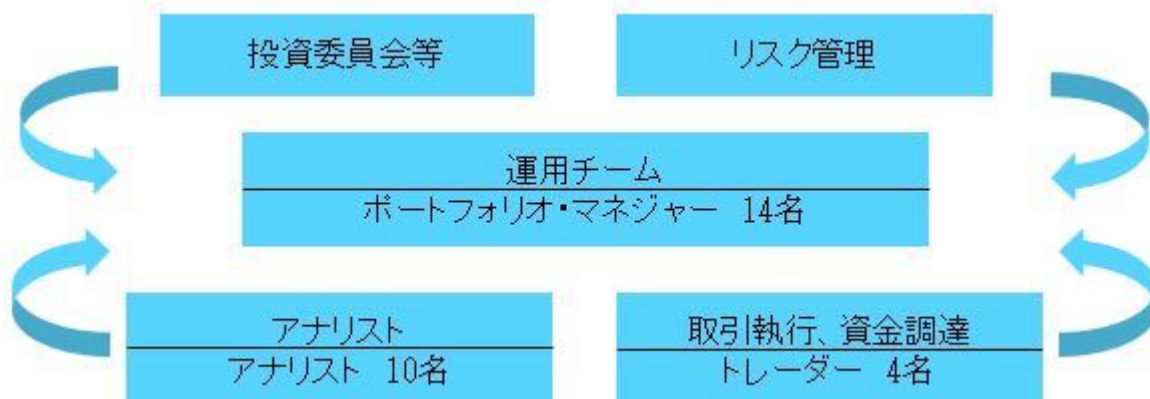 投資委員会等
リスク管理
運用チーム
ポートフォリオ・マネジャー 14名
アナリスト
アナリスト 10名
取引執行、資金調達
トレーダー 4名